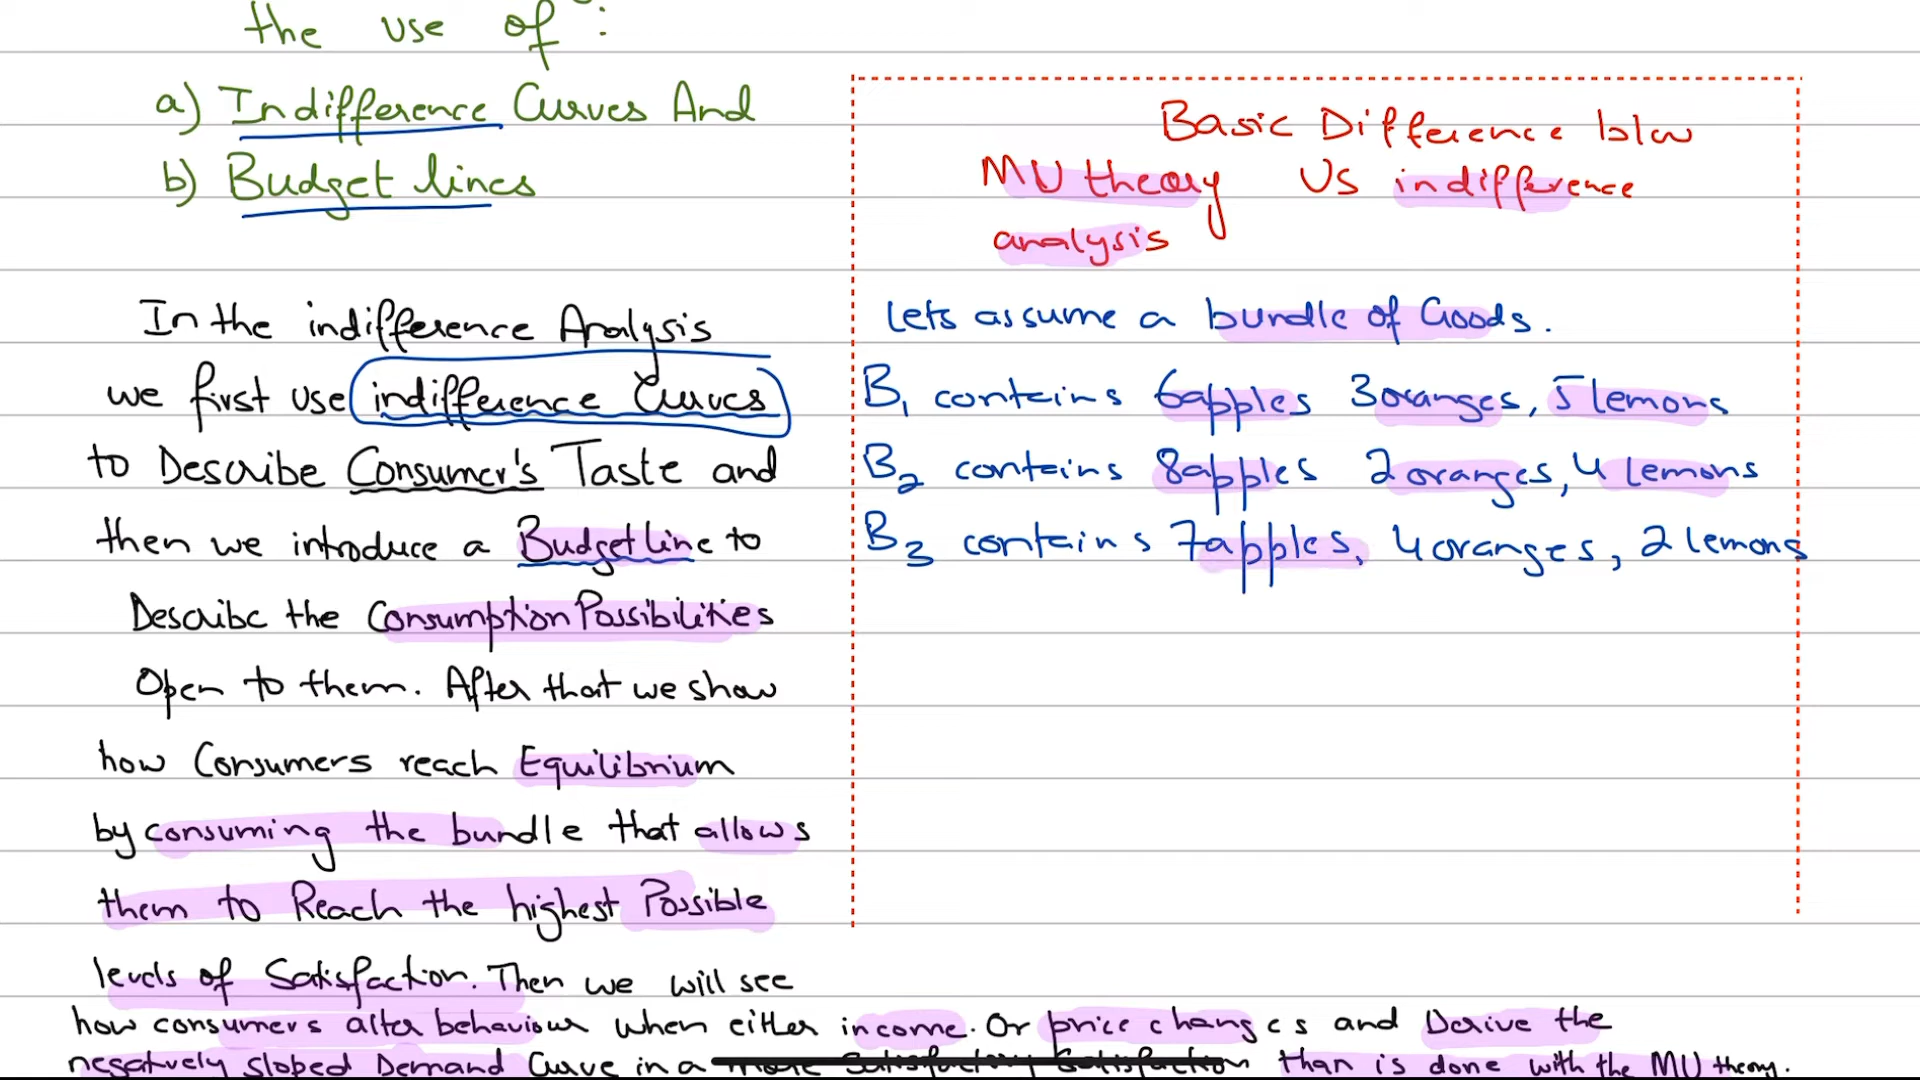 the use of :
a) Indifference Curves And
b) Budget lines
In the indifference Analysis
we first use indifference Curves
to Describe Consumer's Taste and
then we introduce a Budget line to
Describe the Consumption Possibilities
Open to them. After that we show
how Consumers reach Equilibrium
by consuming the bundle that allows
them to Reach the highest Possible
levels of Satisfaction. Then we will see
how consumers alter behaviour when either income. Or price changes and Derive the
negatively sloped Demand Curve in a than is done with the MU theory.
Basic Difference b/w
MU theory Vs indifference
analysis
Lets assume a bundle of Goods.
B1 contains 6apples 3oranges, 5 lemons
B2 contains 8apples 2 oranges, 4 lemons
B3 contains 7apples, 4oranges, 2 lemons